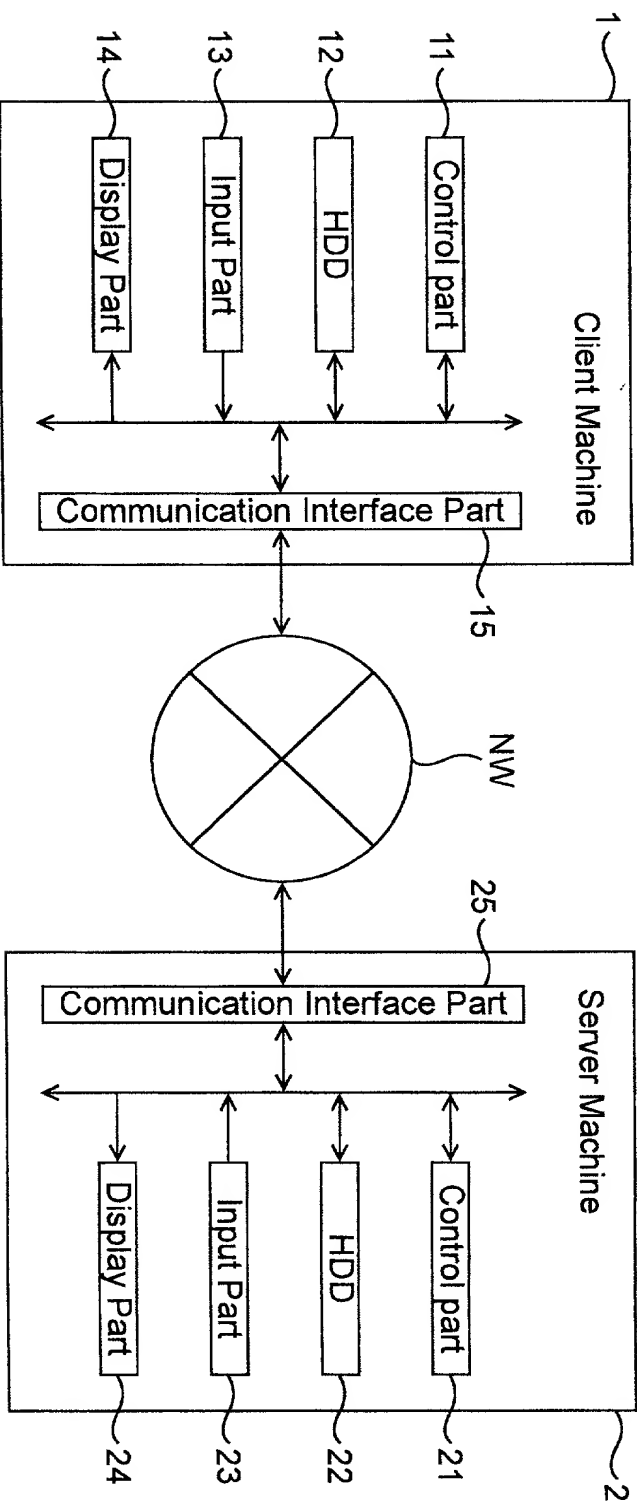 1
Client Machine
11
Control part
12
HDD
13
Input Part
14
Display Part
Communication Interface Part
15
NW
2
Server Machine
25
Communication Interface Part
Control part
21
HDD
22
Input Part
23
Display Part
24